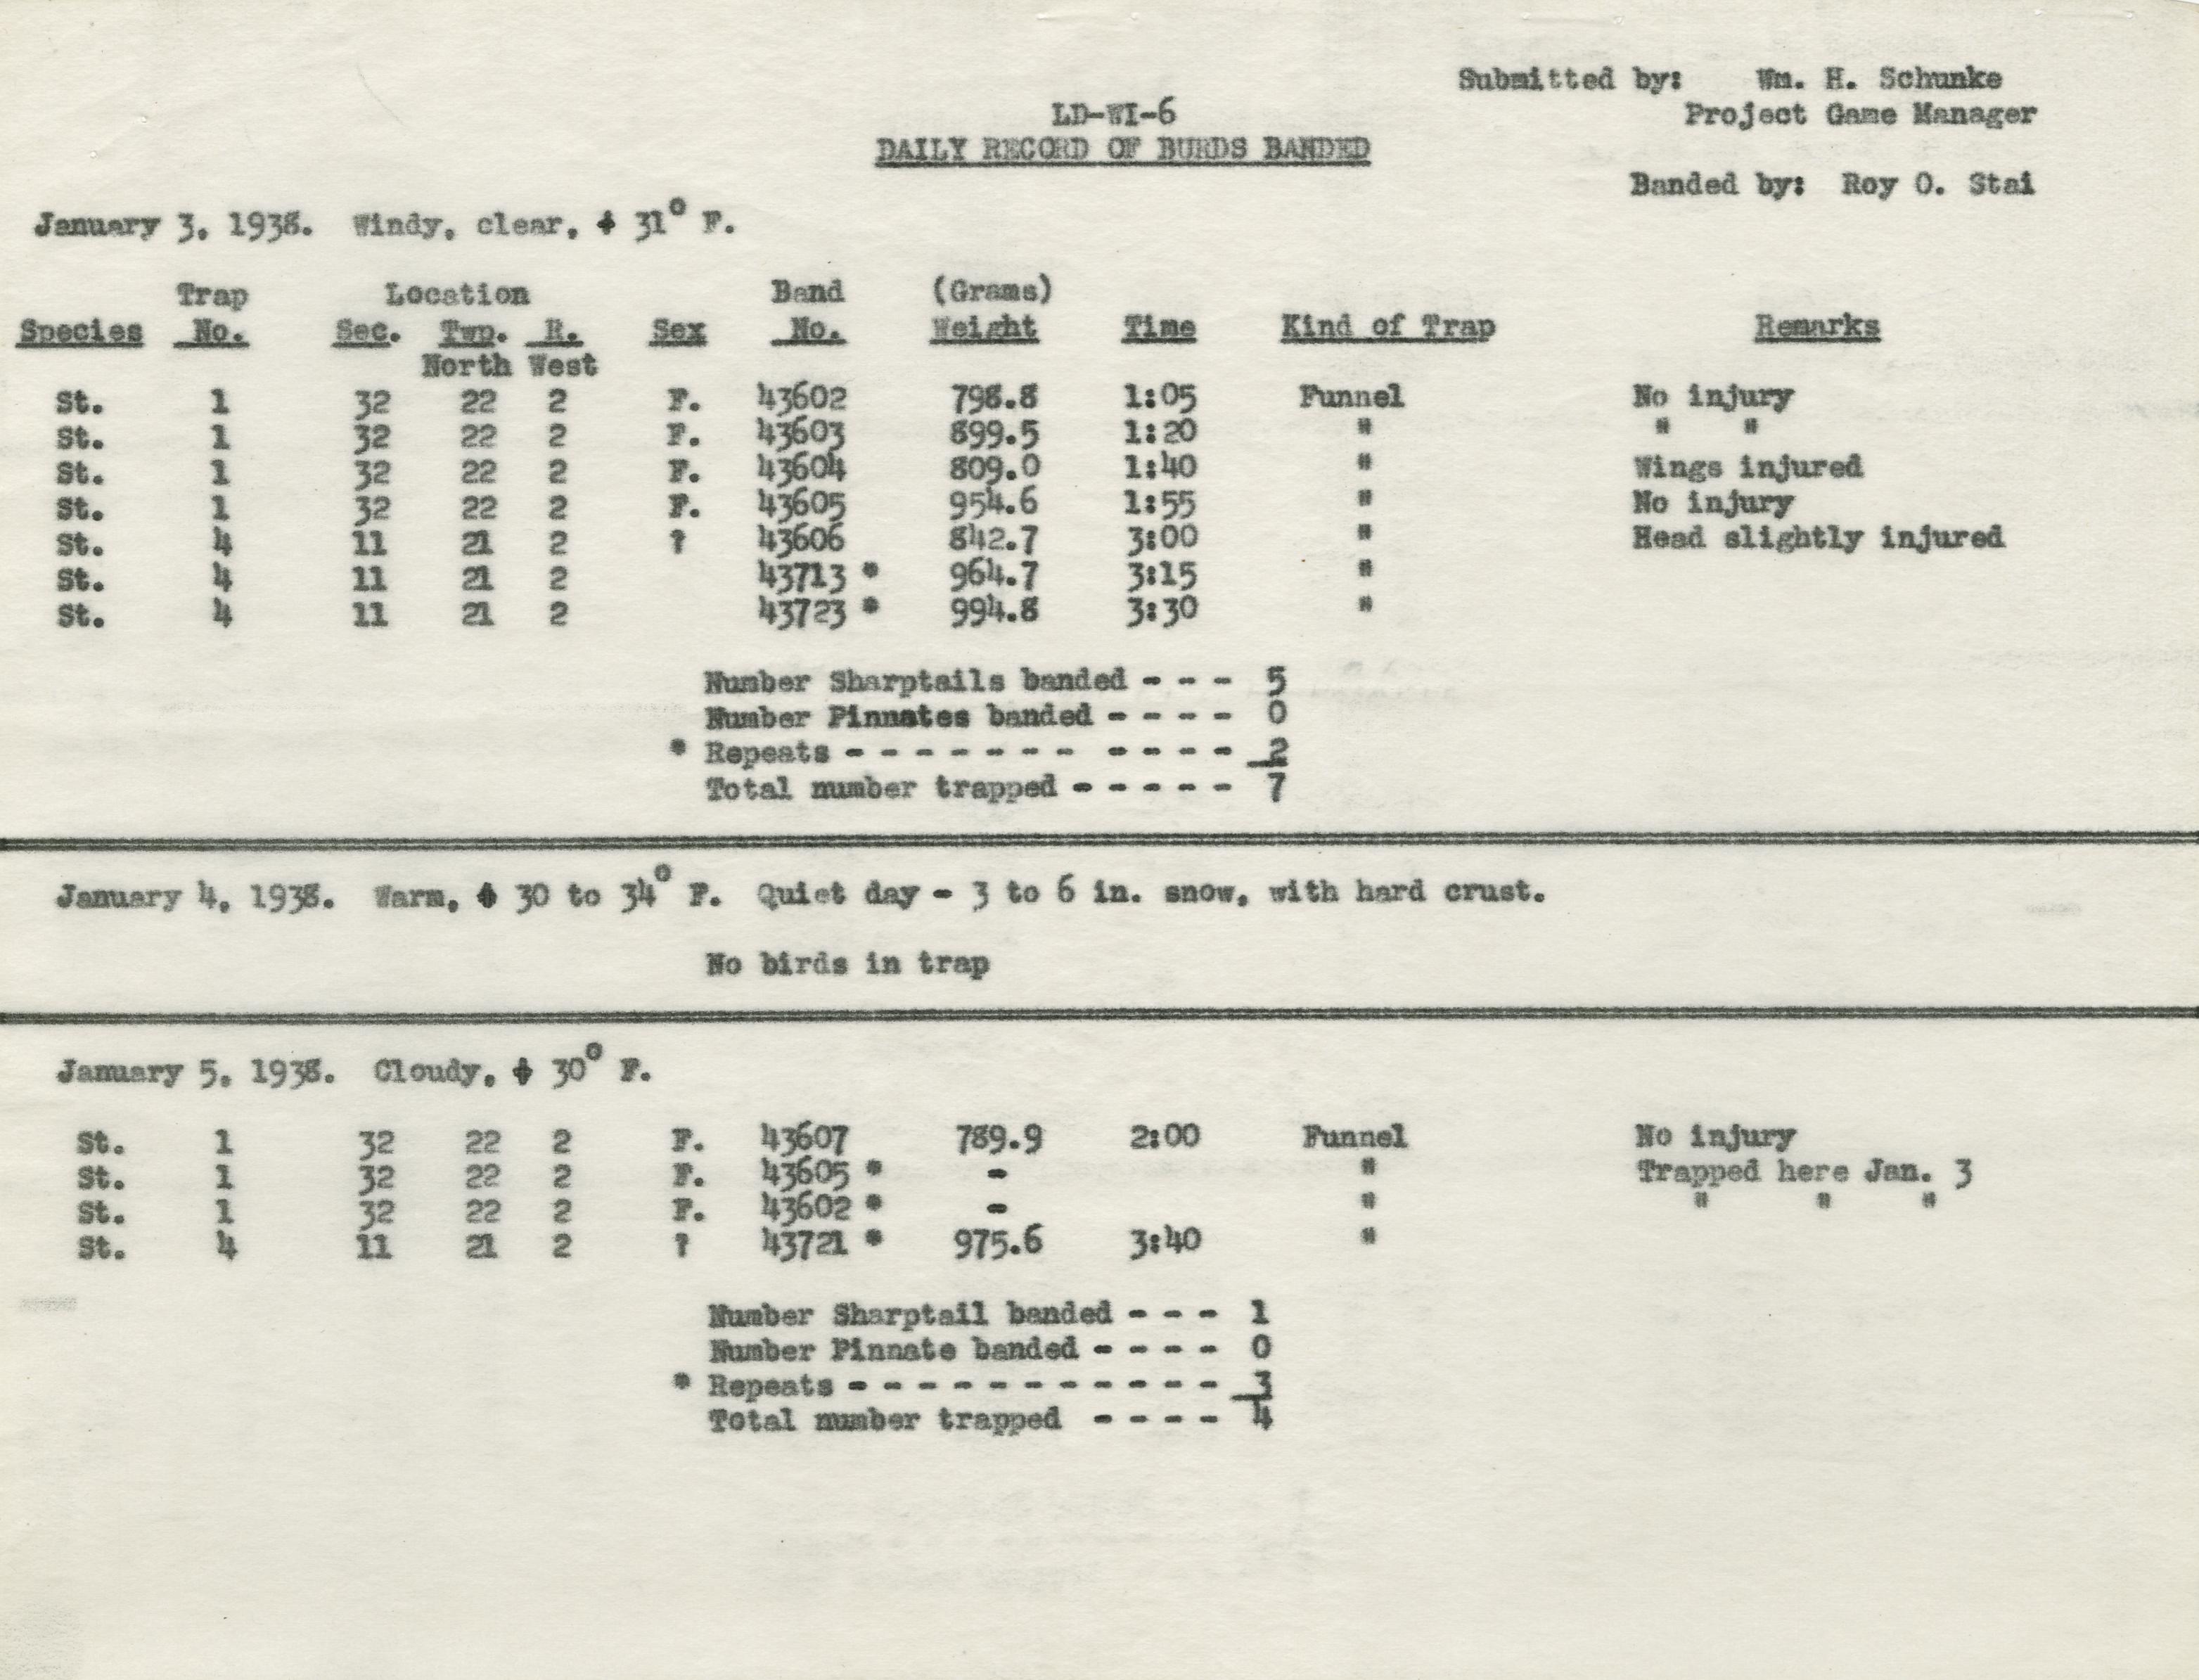 Submitted by: Wm. H. Schunke
LD-WI-6
Project Game Manager
DAILY RECORD OF BURDS BANDED
Banded by: Roy O. Stai
January 3, 1938. Windy, clear, + 31° F.
Trap Location Band (Grams)
Species No. Sec. Twp. R. Sex No. Weight Time Kind of Trap Remarks
North West
St. 1 32 22 2 F. 43602 798.8 1:05 Funnel No injury
St. 1 32 22 2 F. 43603 899.5 1:20 " " "
St. 1 32 22 2 F. 43604 809.0 1:40 " Wings injured
St. 1 32 22 2 F. 43605 954.6 1:55 " No injury
St. 4 11 21 2 ? 43606 842.7 3:00 " Head slightly injured
St. 4 11 21 2 43713 * 964.7 3:15 "
St. 4 11 21 2 43723 * 994.8 3:30 "
Number Sharptails banded - - - 5
Number Pinnates banded - - - - 0
* Repeats - - - - - - - - - - - 2
Total number trapped - - - - - 7
January 4, 1938. Warm, + 30 to 34° F. Quiet day - 3 to 6 in. snow, with hard crust.
No birds in trap
January 5, 1938. Cloudy, + 30° F.
St. 1 32 22 2 F. 43607 789.9 2:00 Funnel No injury
St. 1 32 22 2 F. 43605 * - " Trapped here Jan. 3
St. 1 32 22 2 F. 43602 * - " " " "
St. 4 11 21 2 ? 43721 * 975.6 3:40 "
Number Sharptail banded - - - 1
Number Pinnate banded - - - - 0
* Repeats - - - - - - - - - - - 3
Total number trapped - - - - 4